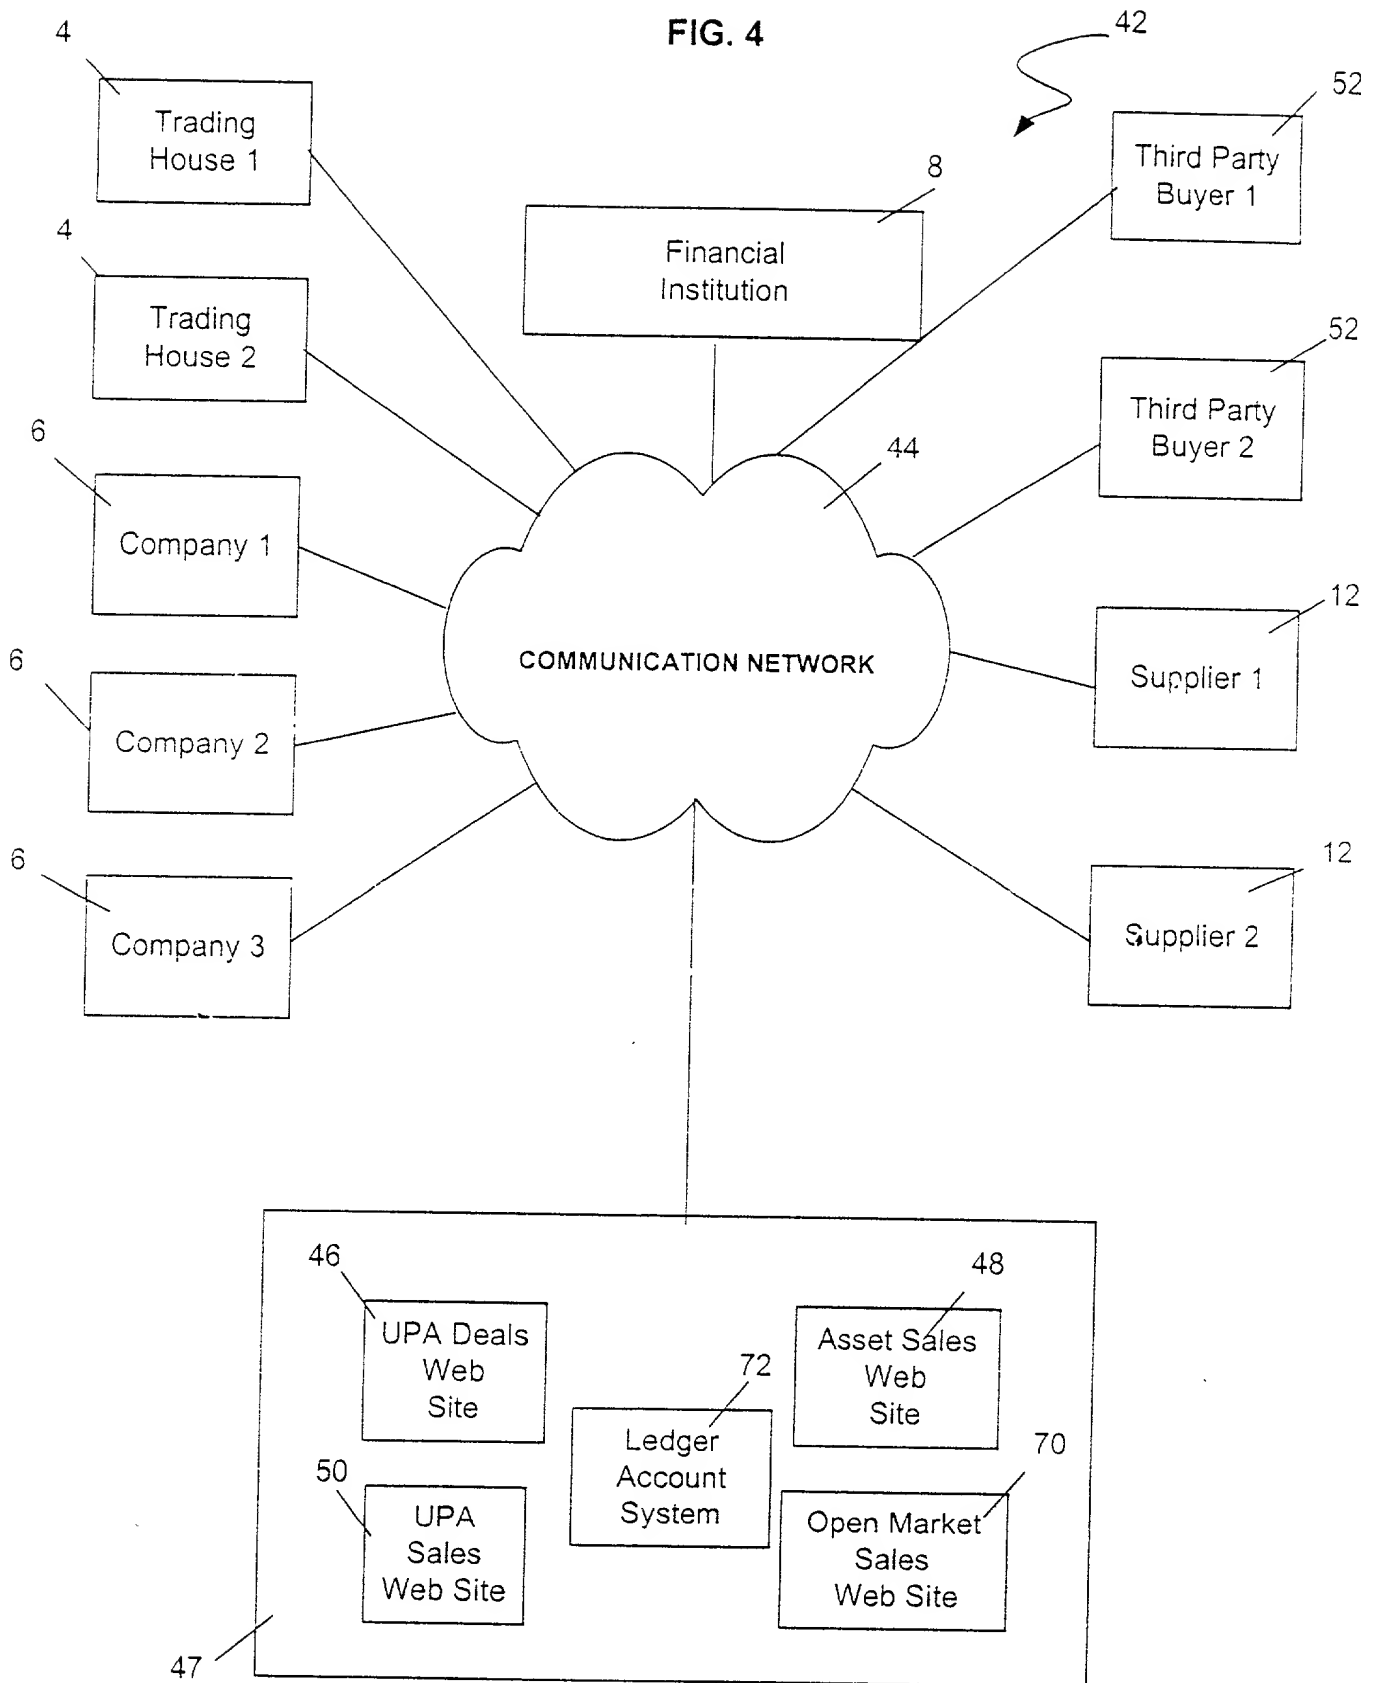 FIG. 4
42
4
Trading
House 1
4
Trading
House 2
8
Financial
Institution
52
Third Party
Buyer 1
52
Third Party
Buyer 2
6
Company 1
44
COMMUNICATION NETWORK
12
Supplier 1
6
Company 2
6
Company 3
12
Supplier 2
46
UPA Deals
Web
Site
48
Asset Sales
Web
Site
72
Ledger
Account
System
50
UPA
Sales
Web Site
70
Open Market
Sales
Web Site
47